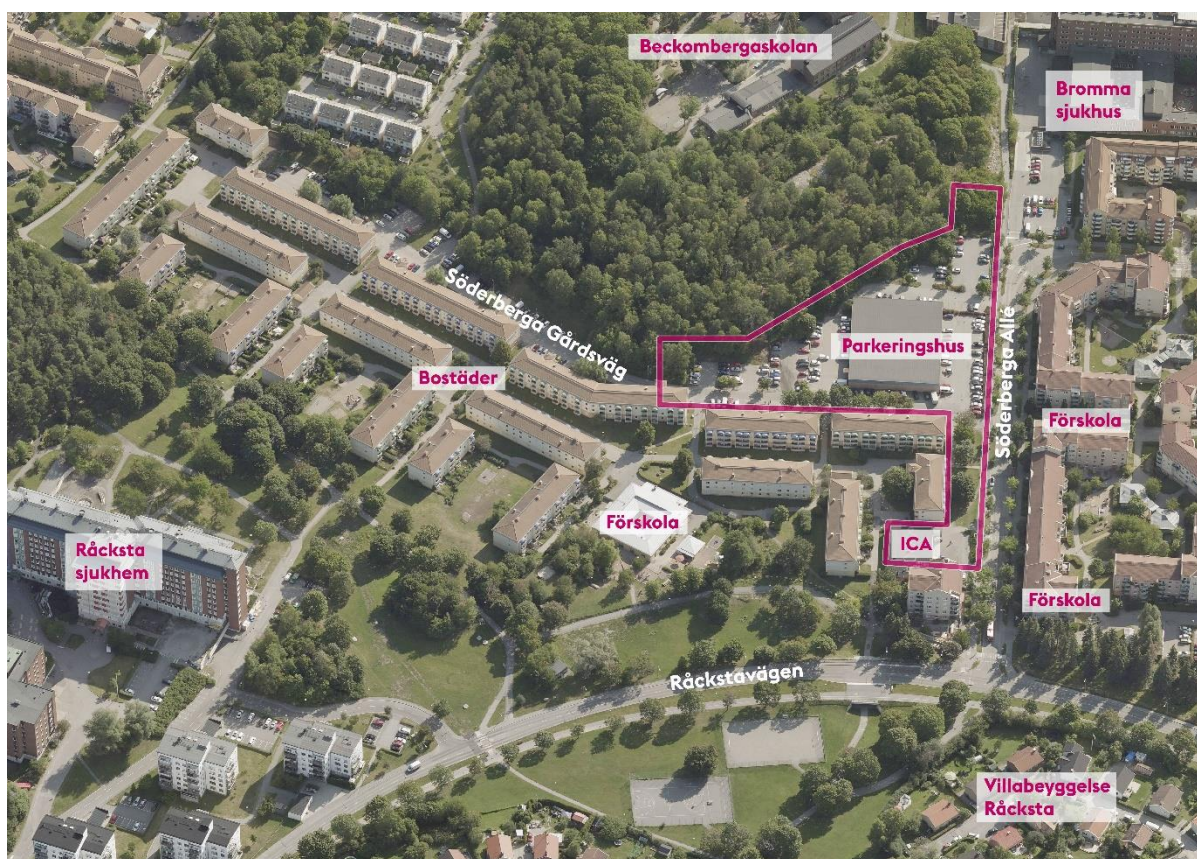 Beckombergaskolan
Bromma
sjukhus
Söderberga Gårdsväg
Söderberga Allé
Parkeringshus
Bostäder
Förskola
Förskola
ICA
Råcksta
sjukhem
Förskola
Råckstavägen
Villabeyggelse
Råcksta